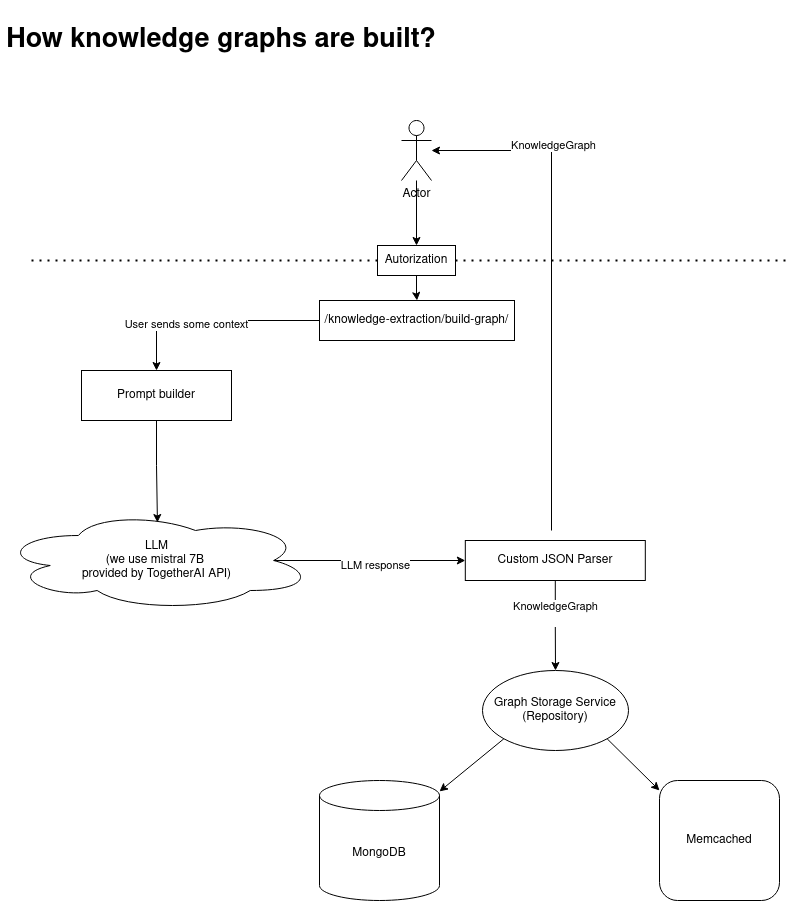 How knowledge graphs are built?
KnowledgeGraph
Actor
Autorization
/knowledge-extraction/build-graph/
User sends some context
Prompt builder
LLM
(we use mistral 7B
provided by TogetherAI API)
LLM response
Custom JSON Parser
KnowledgeGraph
Graph Storage Service
(Repository)
MongoDB
Memcached